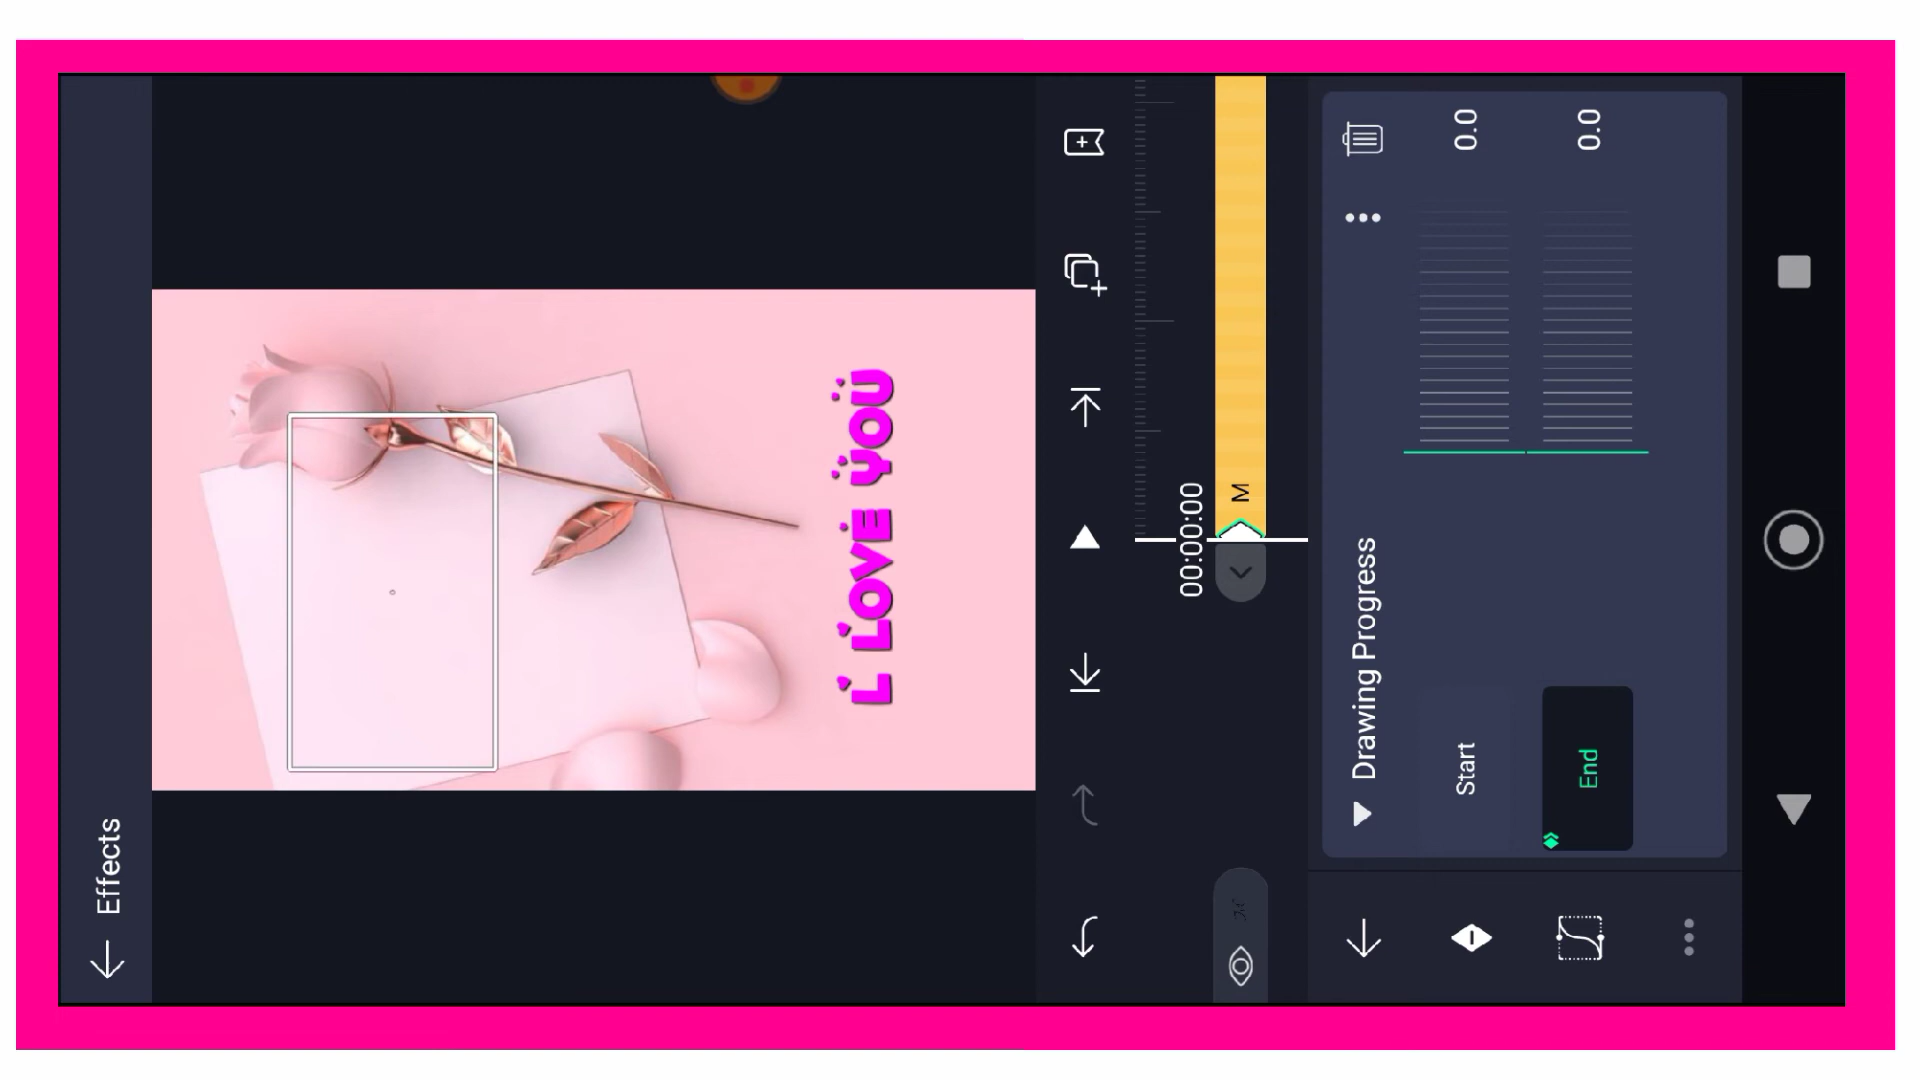 Effects
L LOVE YOU
00:00:00
M
Drawing Progress
Start 0.0
End 0.0